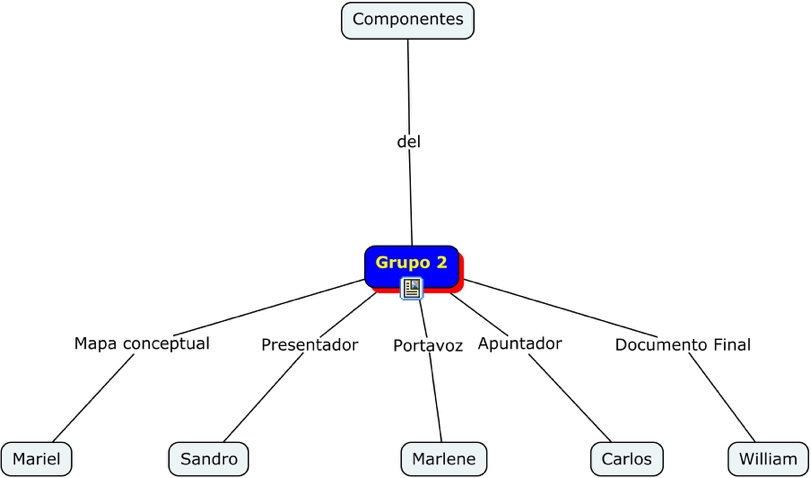 Componentes
del
Grupo 2
Mapa conceptual
Presentador
Portavoz
Apuntador
Documento Final
Mariel
Sandro
Marlene
Carlos
William